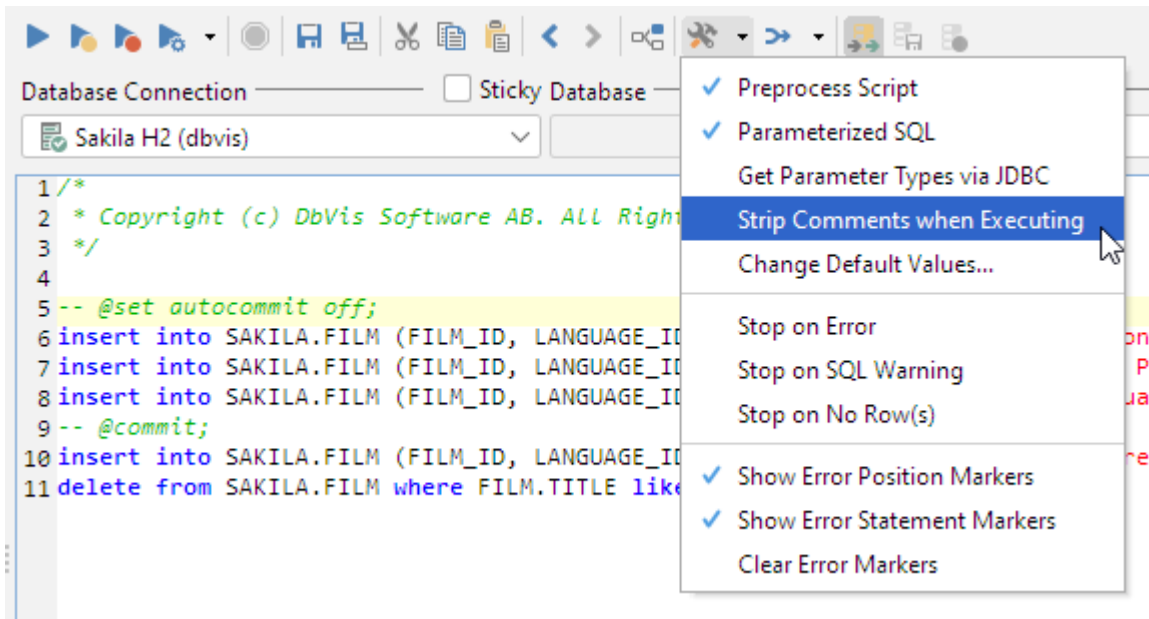 Database Connection Sticky Database
Sakila H2 (dbvis)
1 /*
2 * Copyright (c) DbVis Software AB. ALL Righ
3 */
4
5 -- @set autocommit off;
6 insert into SAKILA.FILM (FILM_ID, LANGUAGE_ID on
7 insert into SAKILA.FILM (FILM_ID, LANGUAGE_ID P
8 insert into SAKILA.FILM (FILM_ID, LANGUAGE_ID ua
9 -- @commit;
10 insert into SAKILA.FILM (FILM_ID, LANGUAGE_ID re
11 delete from SAKILA.FILM where FILM.TITLE like
Preprocess Script
Parameterized SQL
Get Parameter Types via JDBC
Strip Comments when Executing
Change Default Values...
Stop on Error
Stop on SQL Warning
Stop on No Row(s)
Show Error Position Markers
Show Error Statement Markers
Clear Error Markers